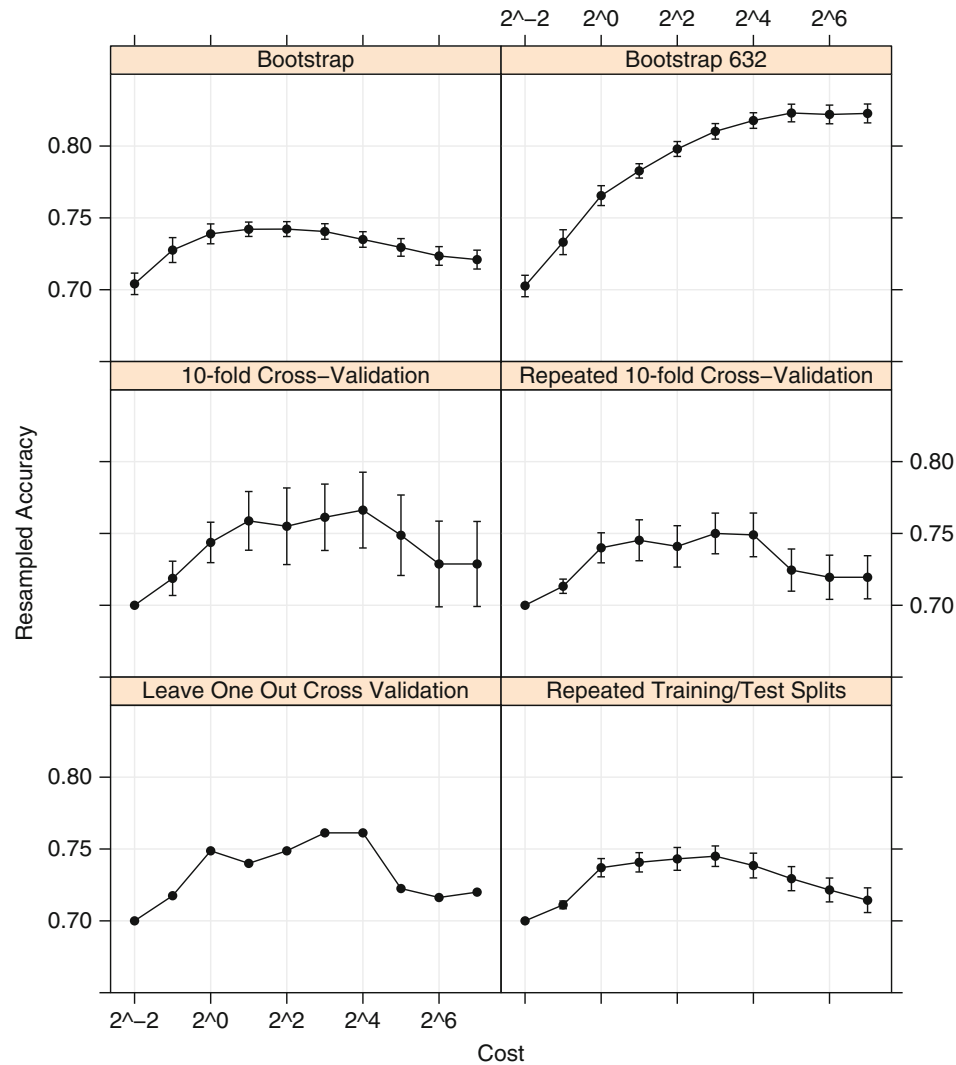 2^−2 2^0 2^2 2^4 2^6
Bootstrap Bootstrap 632
0.80
0.75
0.70
10-fold Cross−Validation Repeated 10-fold Cross−Validation
0.80
0.75
0.70
Resampled Accuracy
Leave One Out Cross Validation Repeated Training/Test Splits
0.80
0.75
0.70
2^−2 2^0 2^2 2^4 2^6
Cost